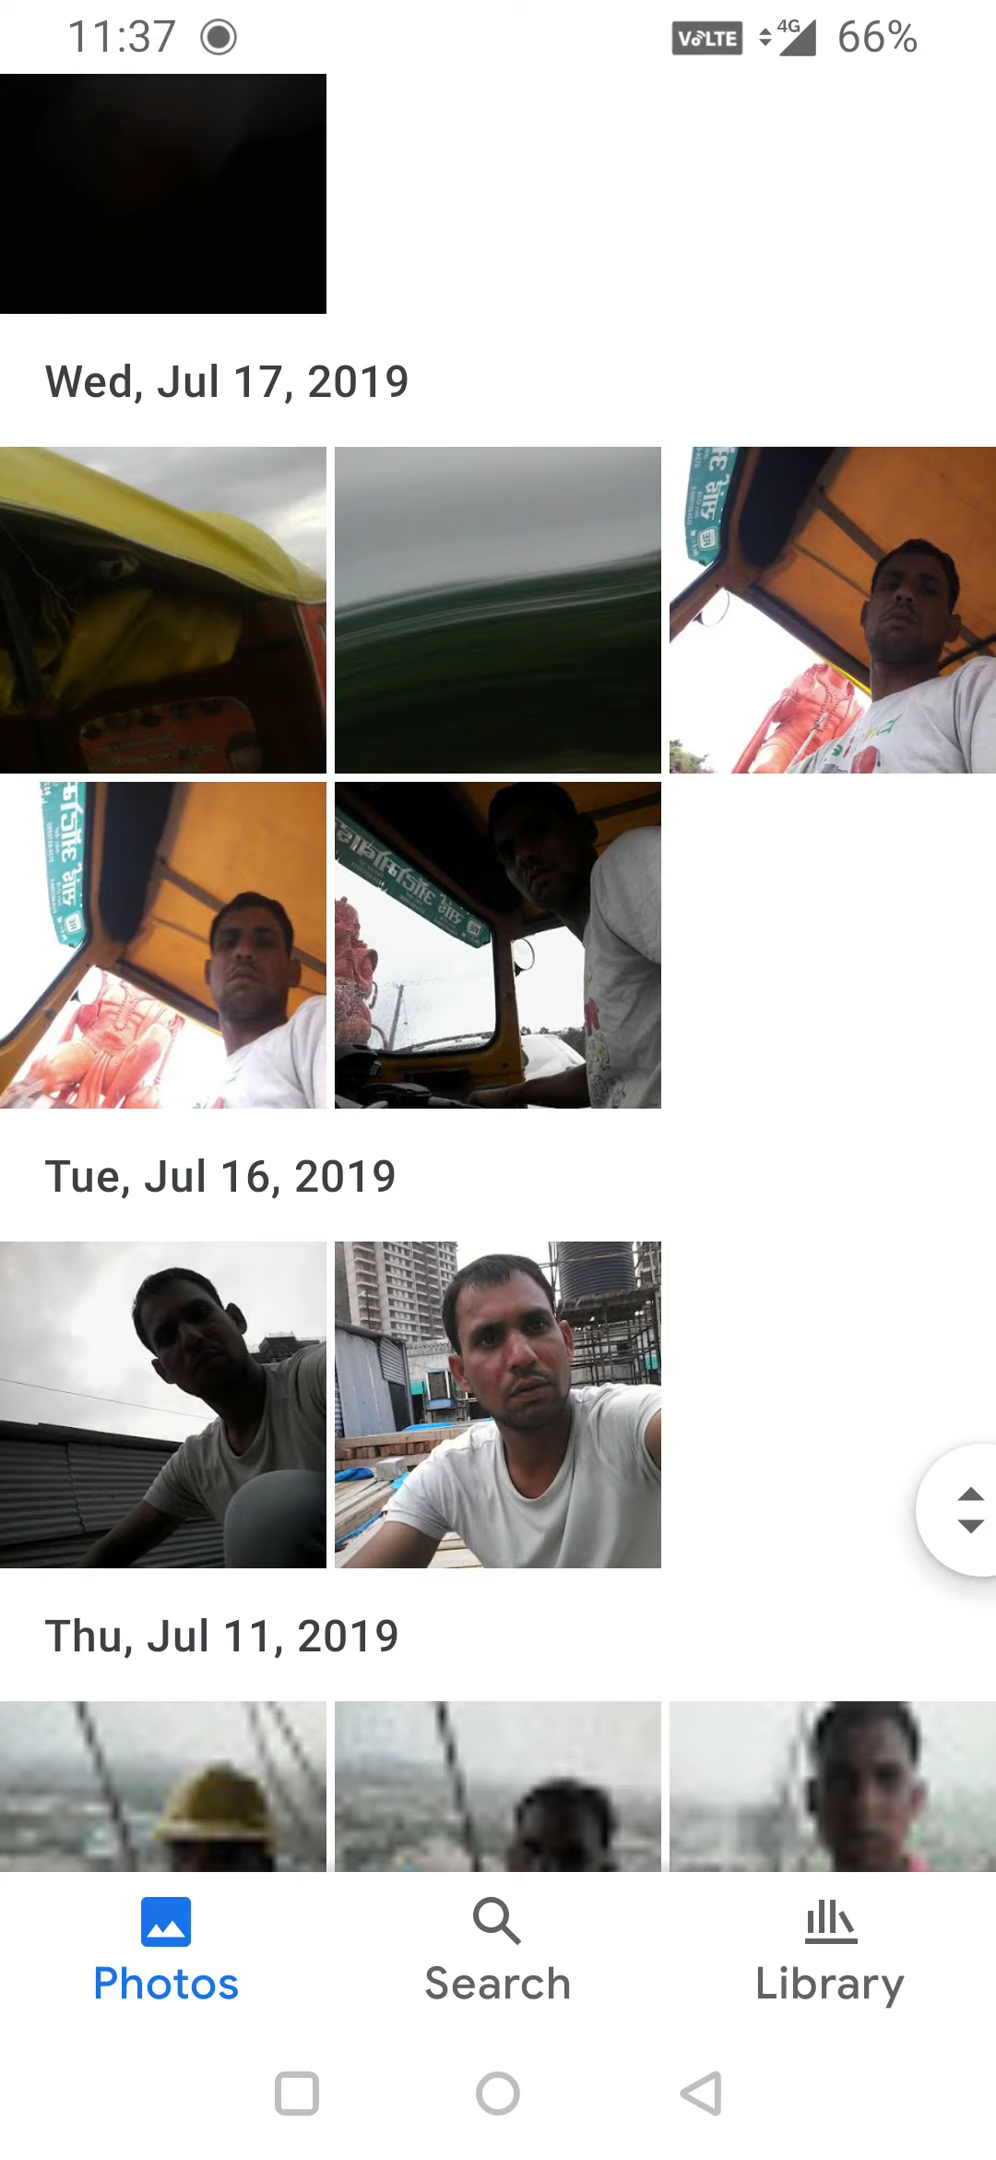 11:37
VoLTE 4G 66%
Wed, Jul 17, 2019
Tue, Jul 16, 2019
Thu, Jul 11, 2019
Photos Search Library